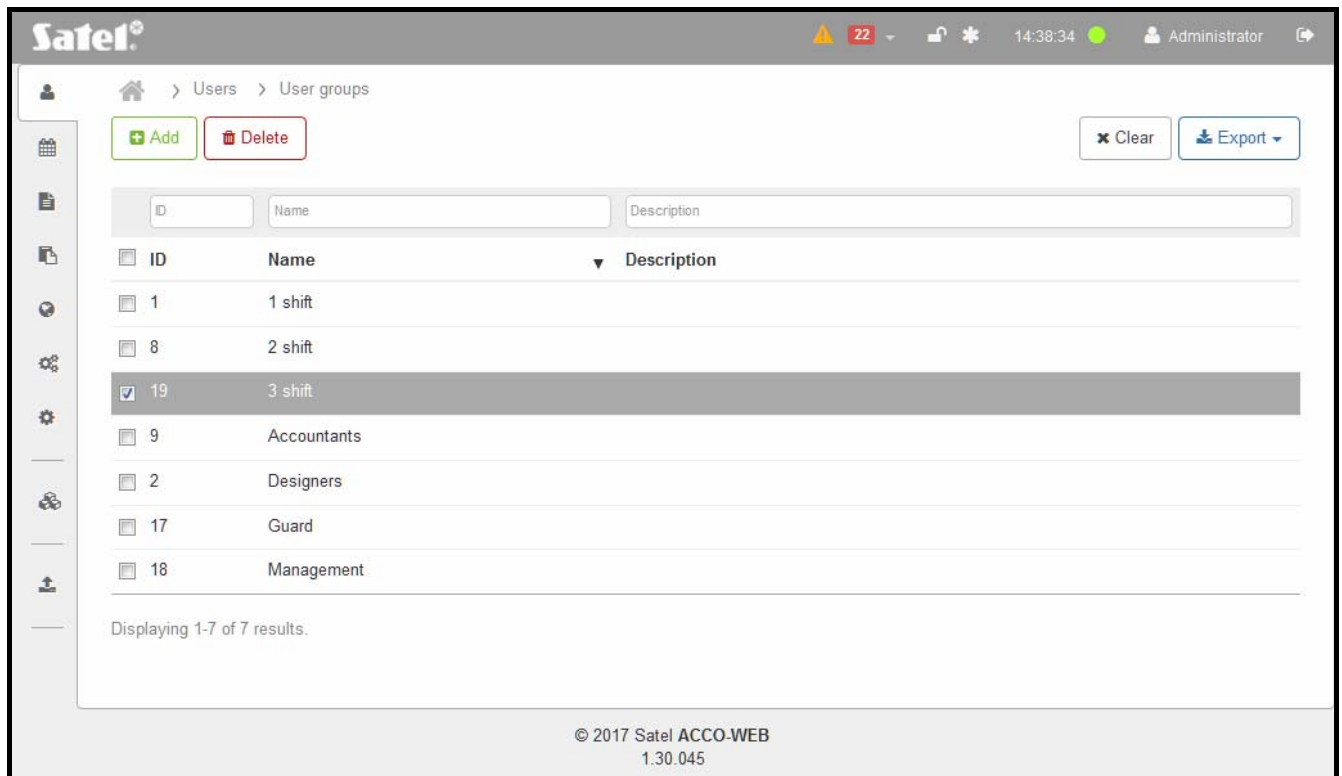 Satel®
22 14:38:34 Administrator
> Users > User groups
Add Delete Clear Export
ID Name Description
ID Name ▼ Description
1 1 shift
8 2 shift
19 3 shift
9 Accountants
2 Designers
17 Guard
18 Management
Displaying 1-7 of 7 results.
© 2017 Satel ACCO-WEB
1.30.045